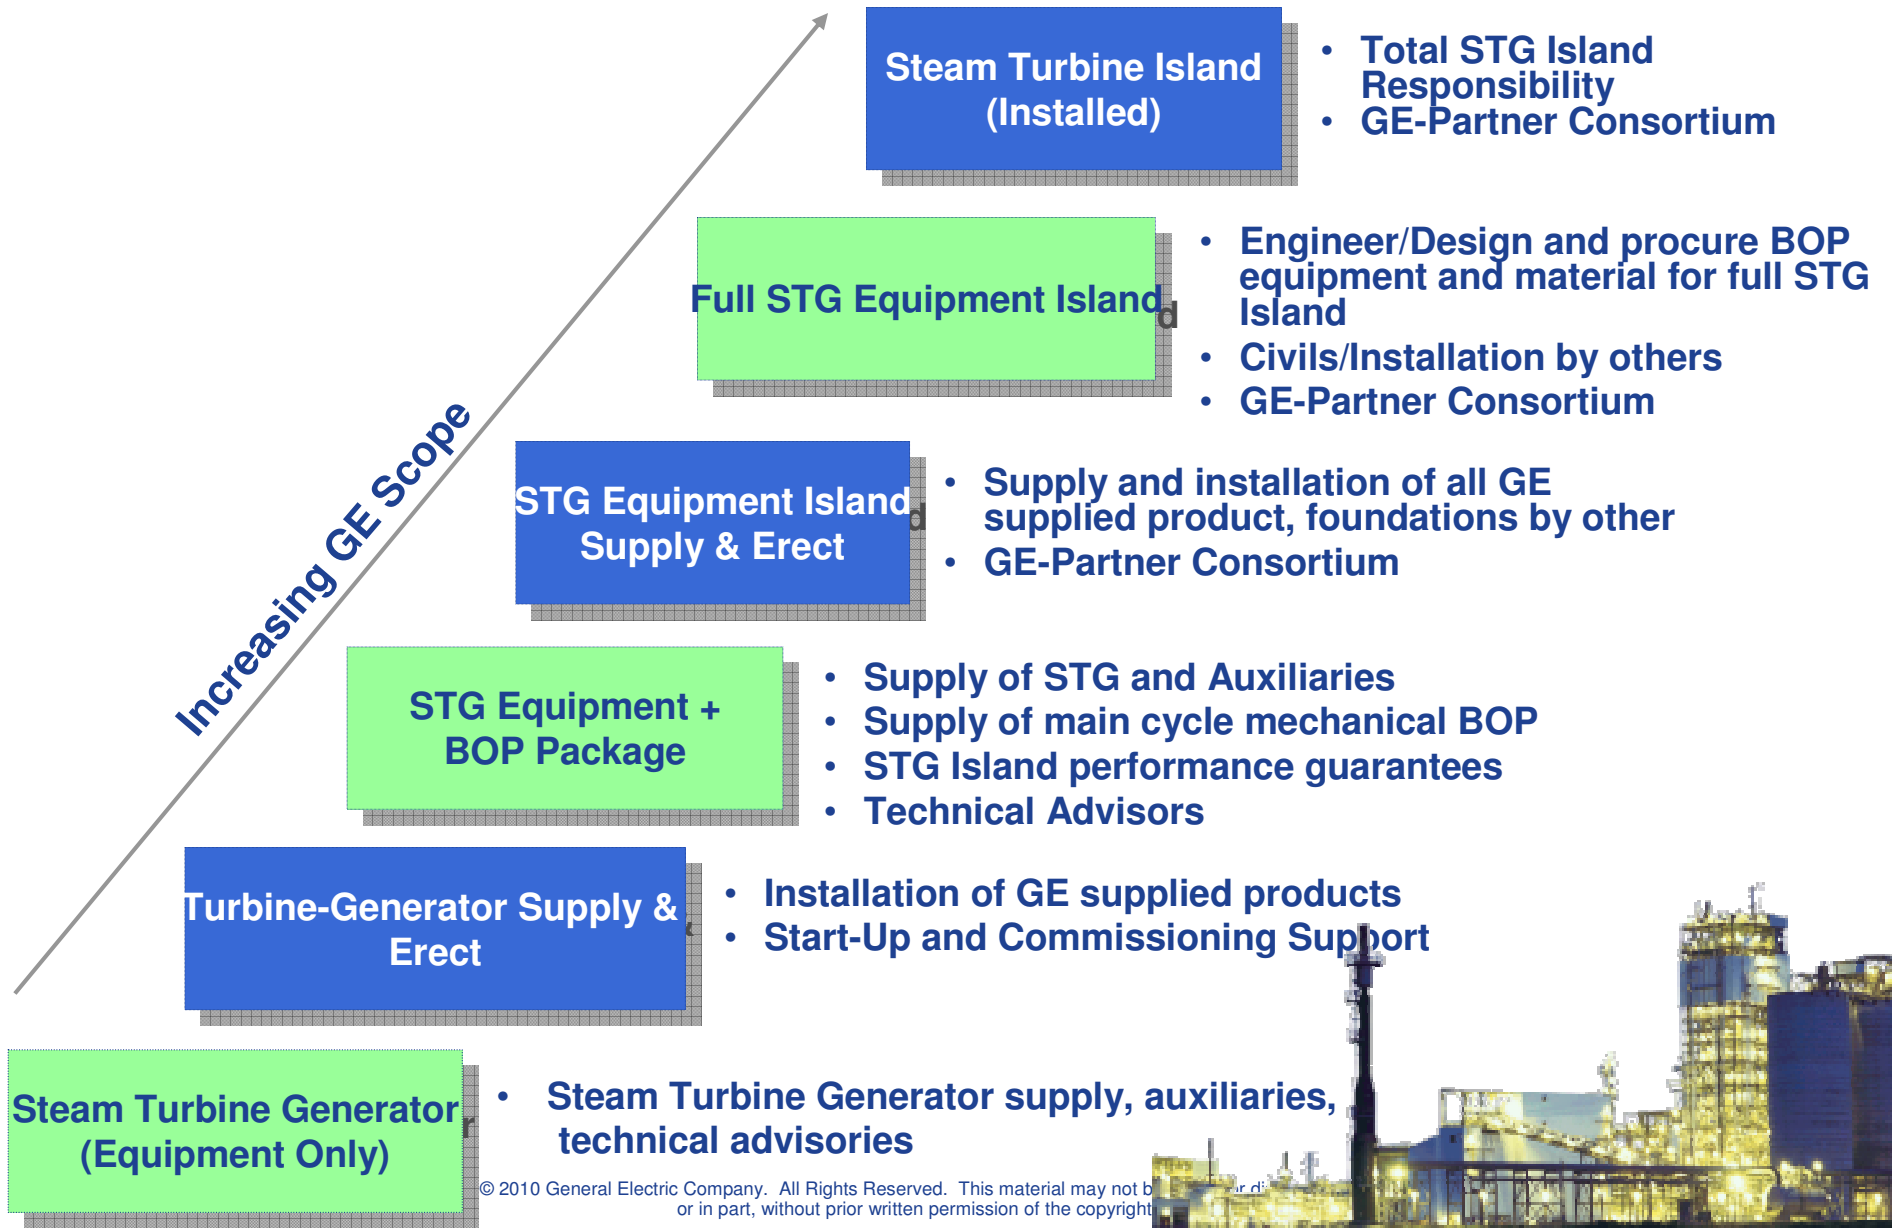 Steam Turbine Island
(Installed)
• Total STG Island
Responsibility
• GE-Partner Consortium
Full STG Equipment Island
• Engineer/Design and procure BOP
equipment and material for full STG
Island
• Civils/Installation by others
• GE-Partner Consortium
Increasing GE Scope
STG Equipment Island
Supply & Erect
• Supply and installation of all GE
supplied product, foundations by other
• GE-Partner Consortium
STG Equipment +
BOP Package
• Supply of STG and Auxiliaries
• Supply of main cycle mechanical BOP
• STG Island performance guarantees
• Technical Advisors
Turbine-Generator Supply &
Erect
• Installation of GE supplied products
• Start-Up and Commissioning Support
Steam Turbine Generator
(Equipment Only)
• Steam Turbine Generator supply, auxiliaries,
technical advisories
© 2010 General Electric Company. All Rights Reserved. This material may not
or in part, without prior written permission of the copyright